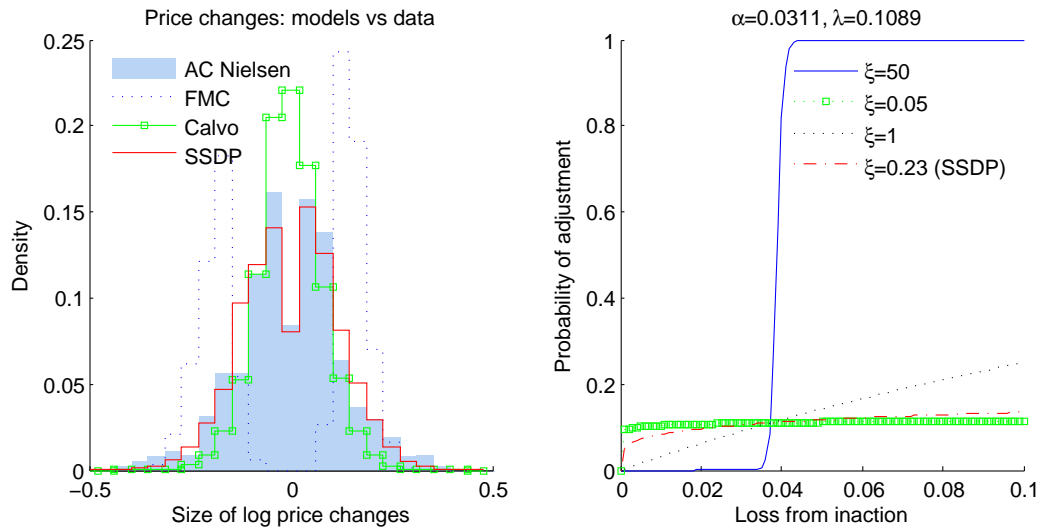 Price changes: models vs data
0.25
0.2
0.15
0.1
0.05
0
−0.5
0
0.5
Density
Size of log price changes
AC Nielsen
FMC
Calvo
SSDP
α=0.0311, λ=0.1089
1
0.8
0.6
0.4
0.2
0
0
0.02
0.04
0.06
0.08
0.1
Probability of adjustment
Loss from inaction
ξ=50
ξ=0.05
ξ=1
ξ=0.23 (SSDP)